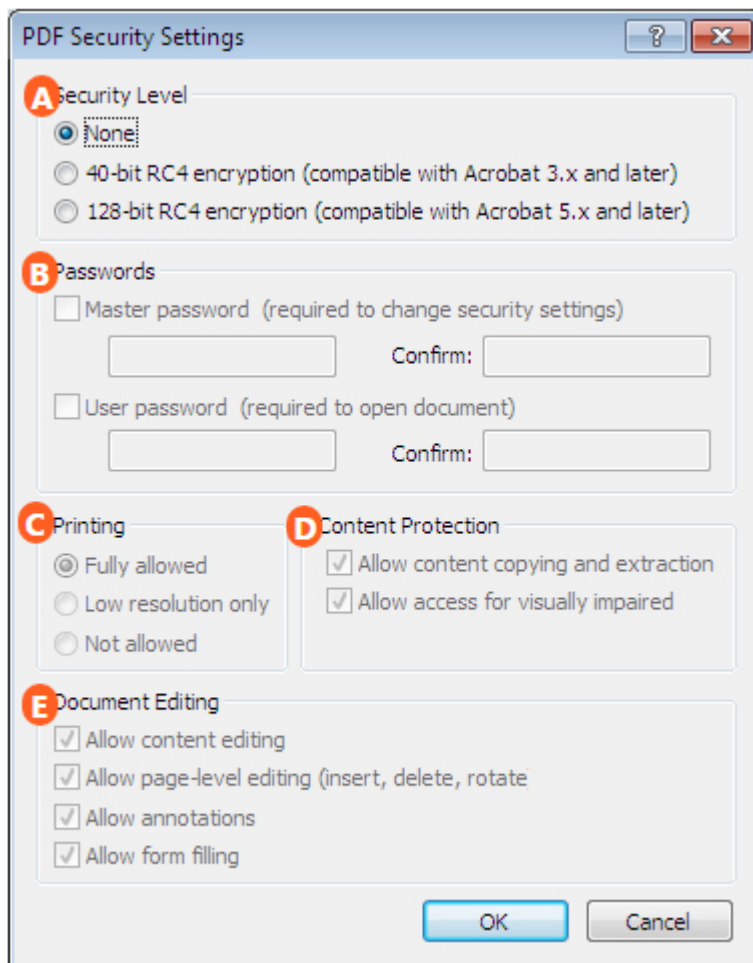 PDF Security Settings
A Security Level
None
40-bit RC4 encryption (compatible with Acrobat 3.x and later)
128-bit RC4 encryption (compatible with Acrobat 5.x and later)
B Passwords
Master password (required to change security settings)
Confirm:
User password (required to open document)
Confirm:
C Printing
Fully allowed
Low resolution only
Not allowed
D Content Protection
Allow content copying and extraction
Allow access for visually impaired
E Document Editing
Allow content editing
Allow page-level editing (insert, delete, rotate
Allow annotations
Allow form filling
OK Cancel